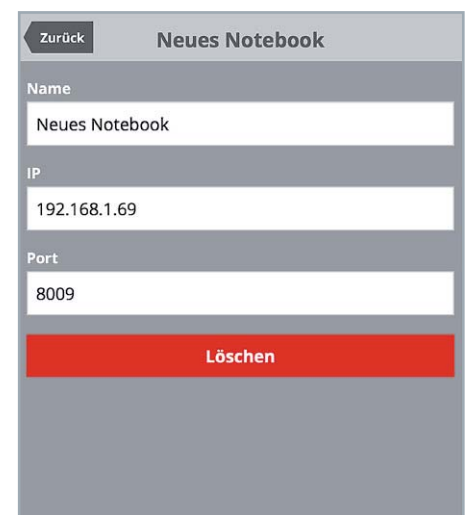 Zurück
Neues Notebook
Name
Neues Notebook
IP
192.168.1.69
Port
8009
Löschen